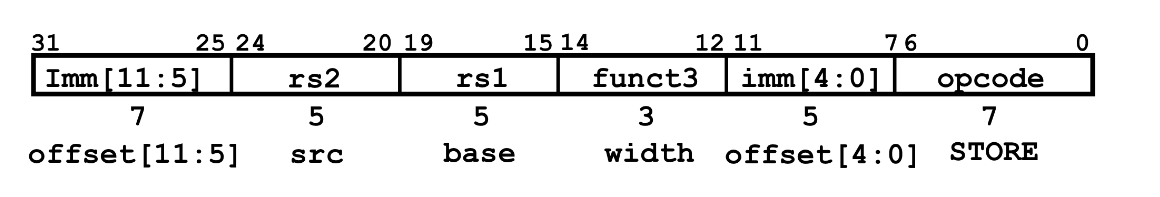 31 25 24 20 19 15 14 12 11 7 6 0
Imm[11:5] rs2 rs1 funct3 imm[4:0] opcode
7 5 5 3 5 7
offset[11:5] src base width offset[4:0] STORE